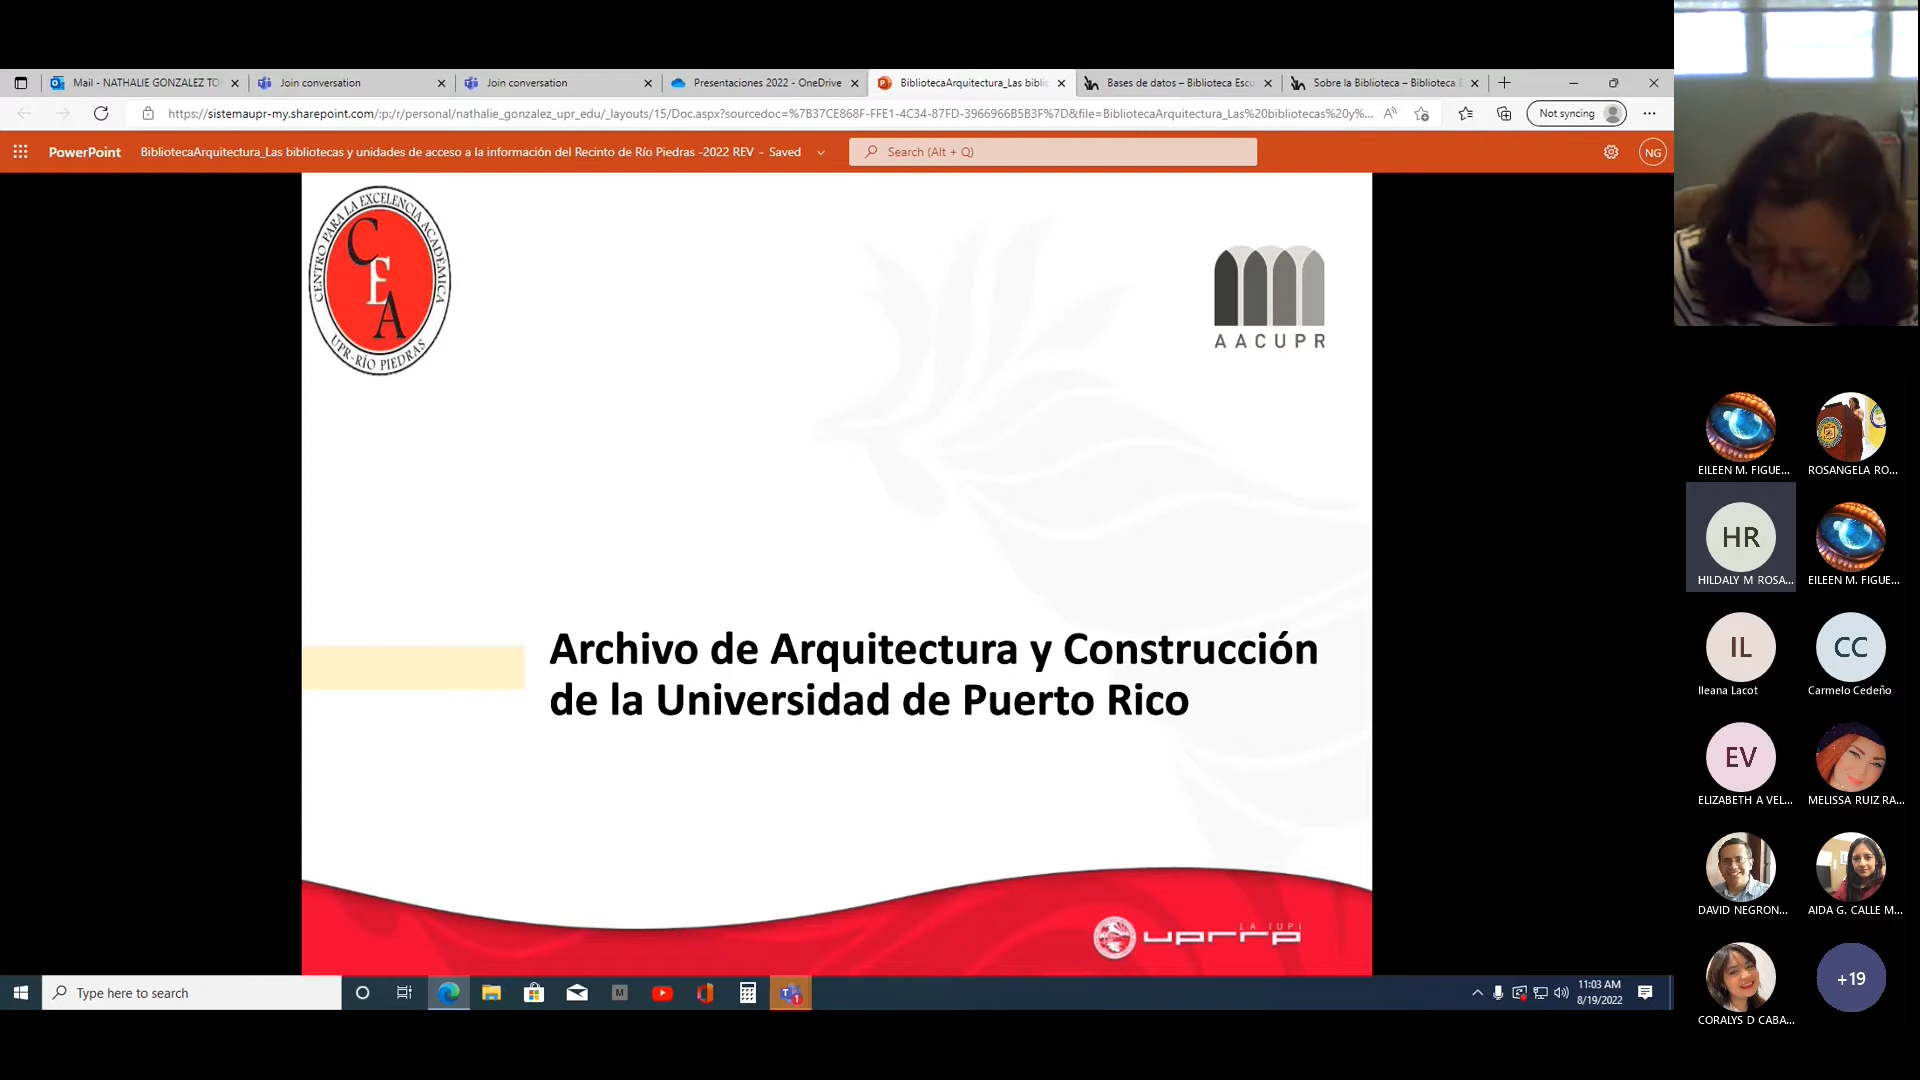 Mail - NATHALIE GONZALEZ TO
Join conversation
Join conversation
Presentaciones 2022 - OneDrive
BibliotecaArquitectura_Las biblio
Bases de datos – Biblioteca Escu
Sobre la Biblioteca – Biblioteca E
https://sistemaupr-my.sharepoint.com/:p:/r/personal/nathalie_gonzalez_upr_edu/_layouts/15/Doc.aspx?sourcedoc=%7B37CE868F-FFE1-4C34-87FD-3966966B5B3F%7D&file=BibliotecaArquitectura_Las%20bibliotecas%20y%...
Not syncing
PowerPoint
BibliotecaArquitectura_Las bibliotecas y unidades de acceso a la información del Recinto de Río Piedras -2022 REV - Saved
Search (Alt + Q)
NG
CENTRO PARA LA EXCELENCIA ACADÉMICA
CEA
UPR-RÍO PIEDRAS
AACUPR
Archivo de Arquitectura y Construcción
de la Universidad de Puerto Rico
LA IUPI
uprrp
Type here to search
11:03 AM
8/19/2022
EILEEN M. FIGUE...
ROSANGELA RO...
HR
HILDALY M ROSA...
EILEEN M. FIGUE...
IL
Ileana Lacot
CC
Carmelo Cedeño
EV
ELIZABETH A VEL...
MELISSA RUIZ RA...
DAVID NEGRON...
AIDA G. CALLE M...
CORALYS D CABA...
+19